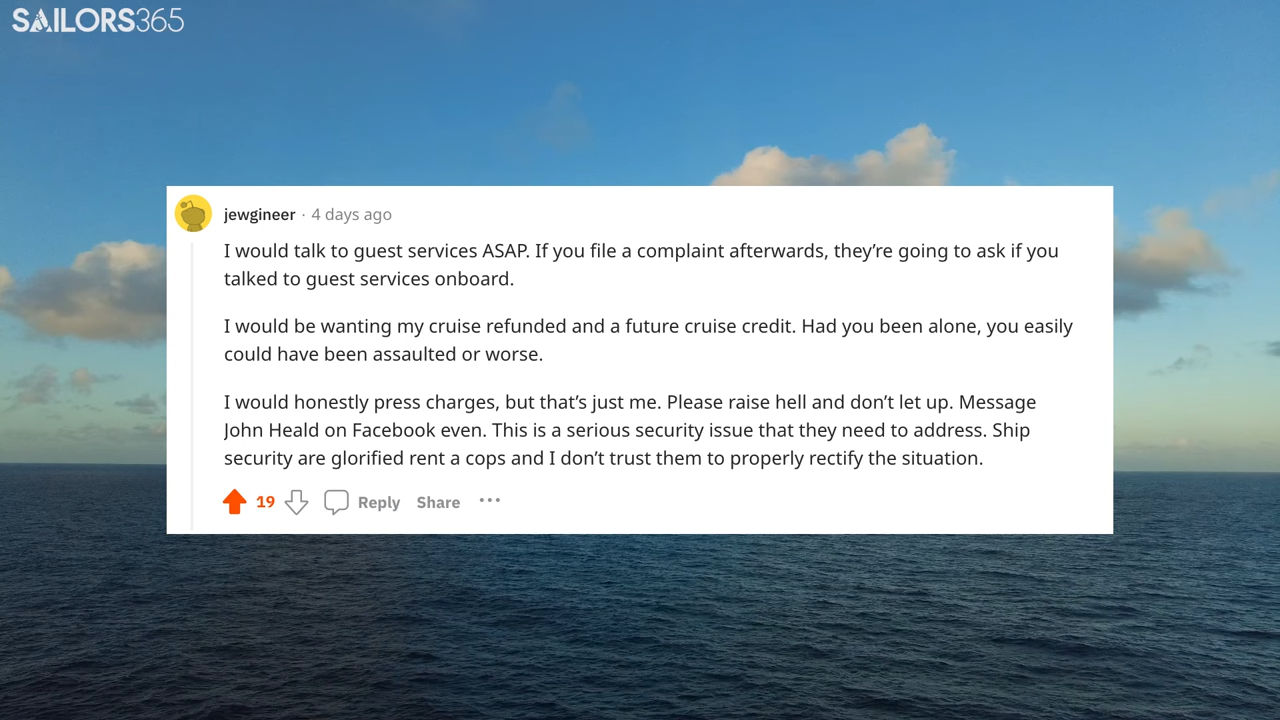 SAILORS365
jewgineer · 4 days ago
I would talk to guest services ASAP. If you file a complaint afterwards, they’re going to ask if you
talked to guest services onboard.
I would be wanting my cruise refunded and a future cruise credit. Had you been alone, you easily
could have been assaulted or worse.
I would honestly press charges, but that’s just me. Please raise hell and don’t let up. Message
John Heald on Facebook even. This is a serious security issue that they need to address. Ship
security are glorified rent a cops and I don’t trust them to properly rectify the situation.
19 Reply Share ...